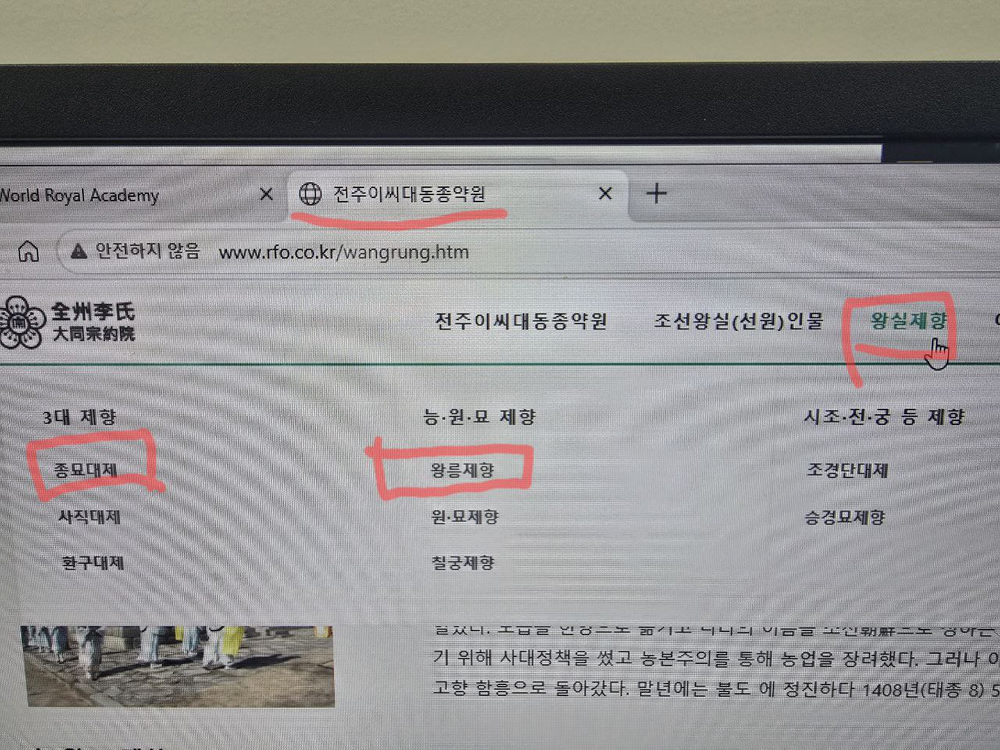 World Royal Academy
전주이씨대동종약원
안전하지 않음 www.rfo.co.kr/wangrung.htm
全州李氏
大同宗約院
전주이씨대동종약원 조선왕실(선원)인물 왕실제향
3대 제향 능·원·묘 제향 시조·전·궁 등 제향
종묘대제 왕릉제향 조경단대제
사직대제 원·묘제향 승경묘제향
환구대제 칠궁제향
기 위해 사대정책을 썼고 농본주의를 통해 농업을 장려했다. 그러나
고향 함흥으로 돌아갔다. 말년에는 불도 에 정진하다 1408년(태종 8) 5